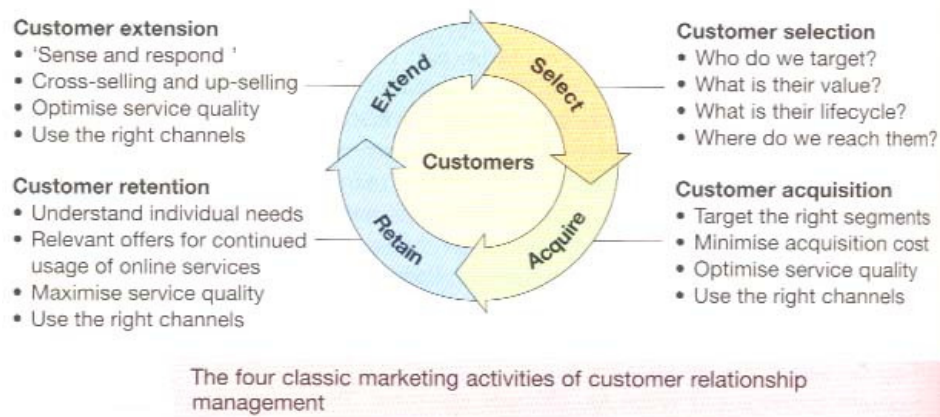 Customer extension
• 'Sense and respond '
• Cross-selling and up-selling
• Optimise service quality
• Use the right channels
Customer retention
• Understand individual needs
• Relevant offers for continued
usage of online services
• Maximise service quality
• Use the right channels
Extend
Select
Customers
Retain
Acquire
Customer selection
• Who do we target?
• What is their value?
• What is their lifecycle?
• Where do we reach them?
Customer acquisition
• Target the right segments
• Minimise acquisition cost
• Optimise service quality
• Use the right channels
The four classic marketing activities of customer relationship
management